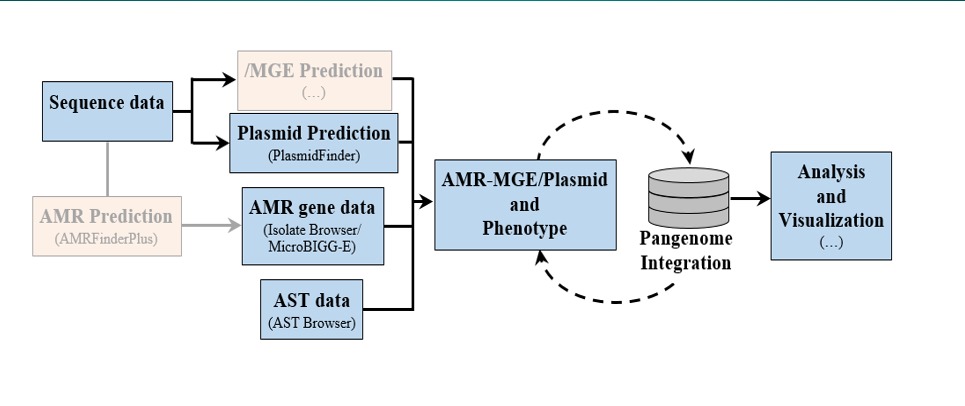 /MGE Prediction
(...)
Sequence data
Plasmid Prediction
(PlasmidFinder)
AMR Prediction
(AMRFinderPlus)
AMR gene data
(Isolate Browser/
MicroBIGG-E)
AST data
(AST Browser)
AMR-MGE/Plasmid
and
Phenotype
Pangenome
Integration
Analysis
and
Visualization
(...)